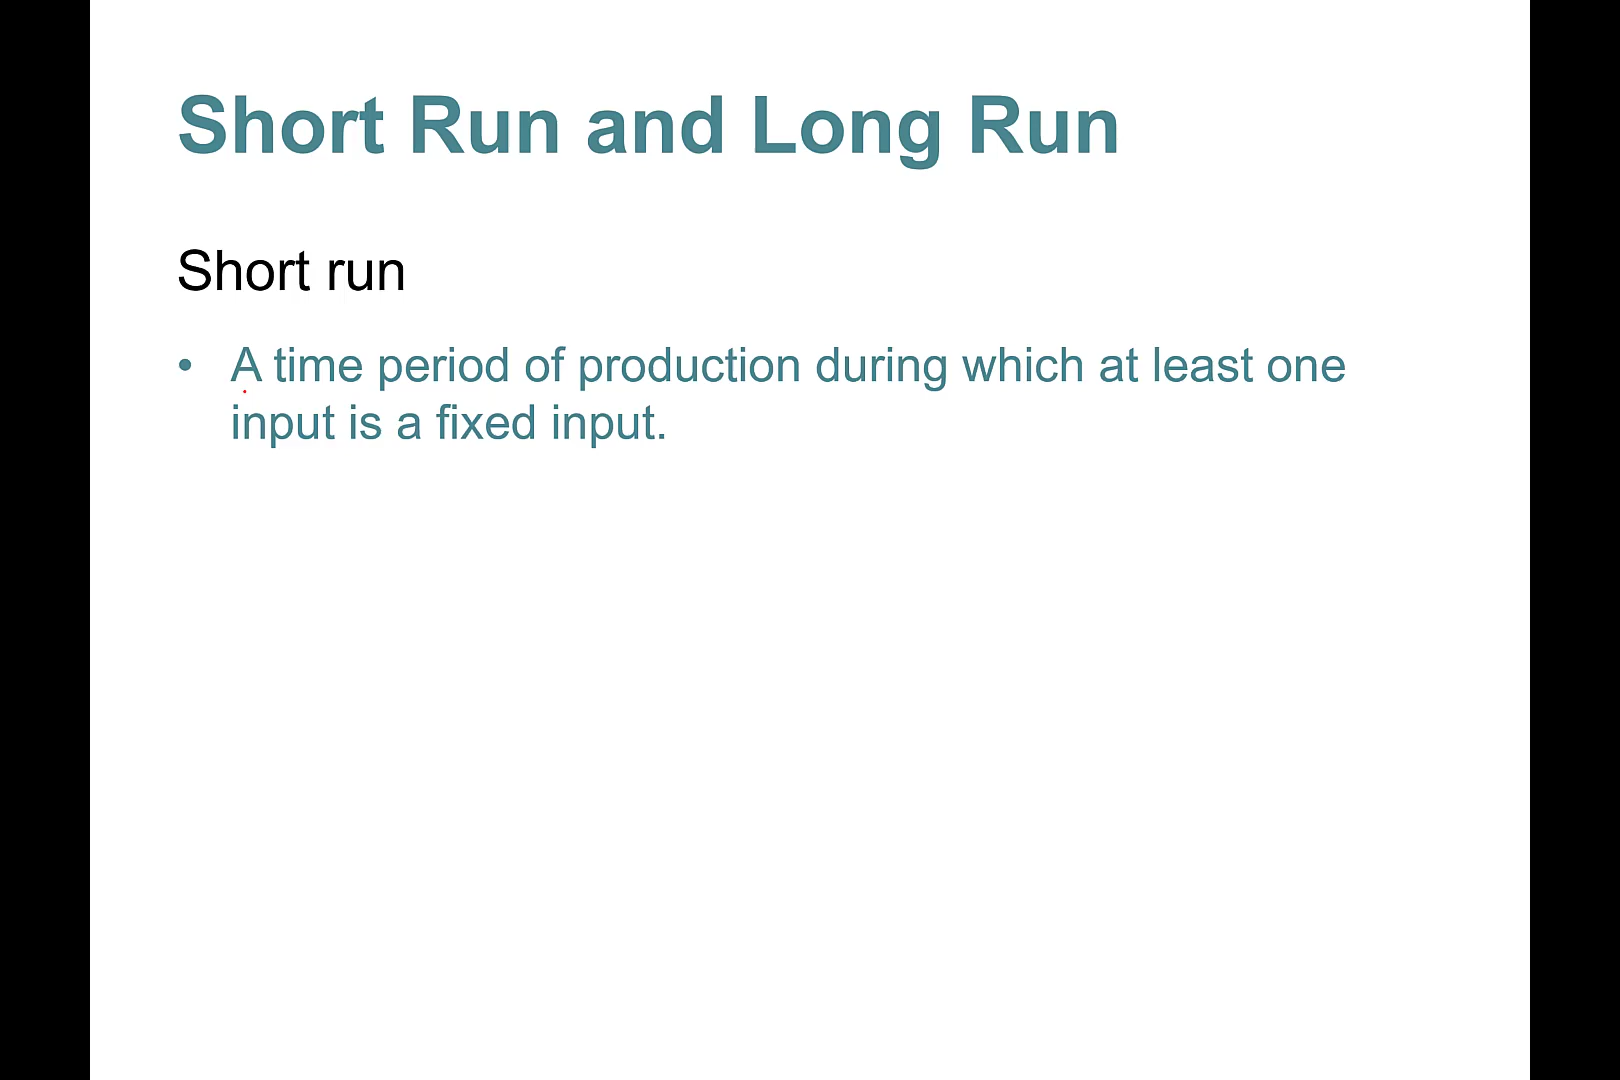 Short Run and Long Run
Short run
• A time period of production during which at least one
input is a fixed input.